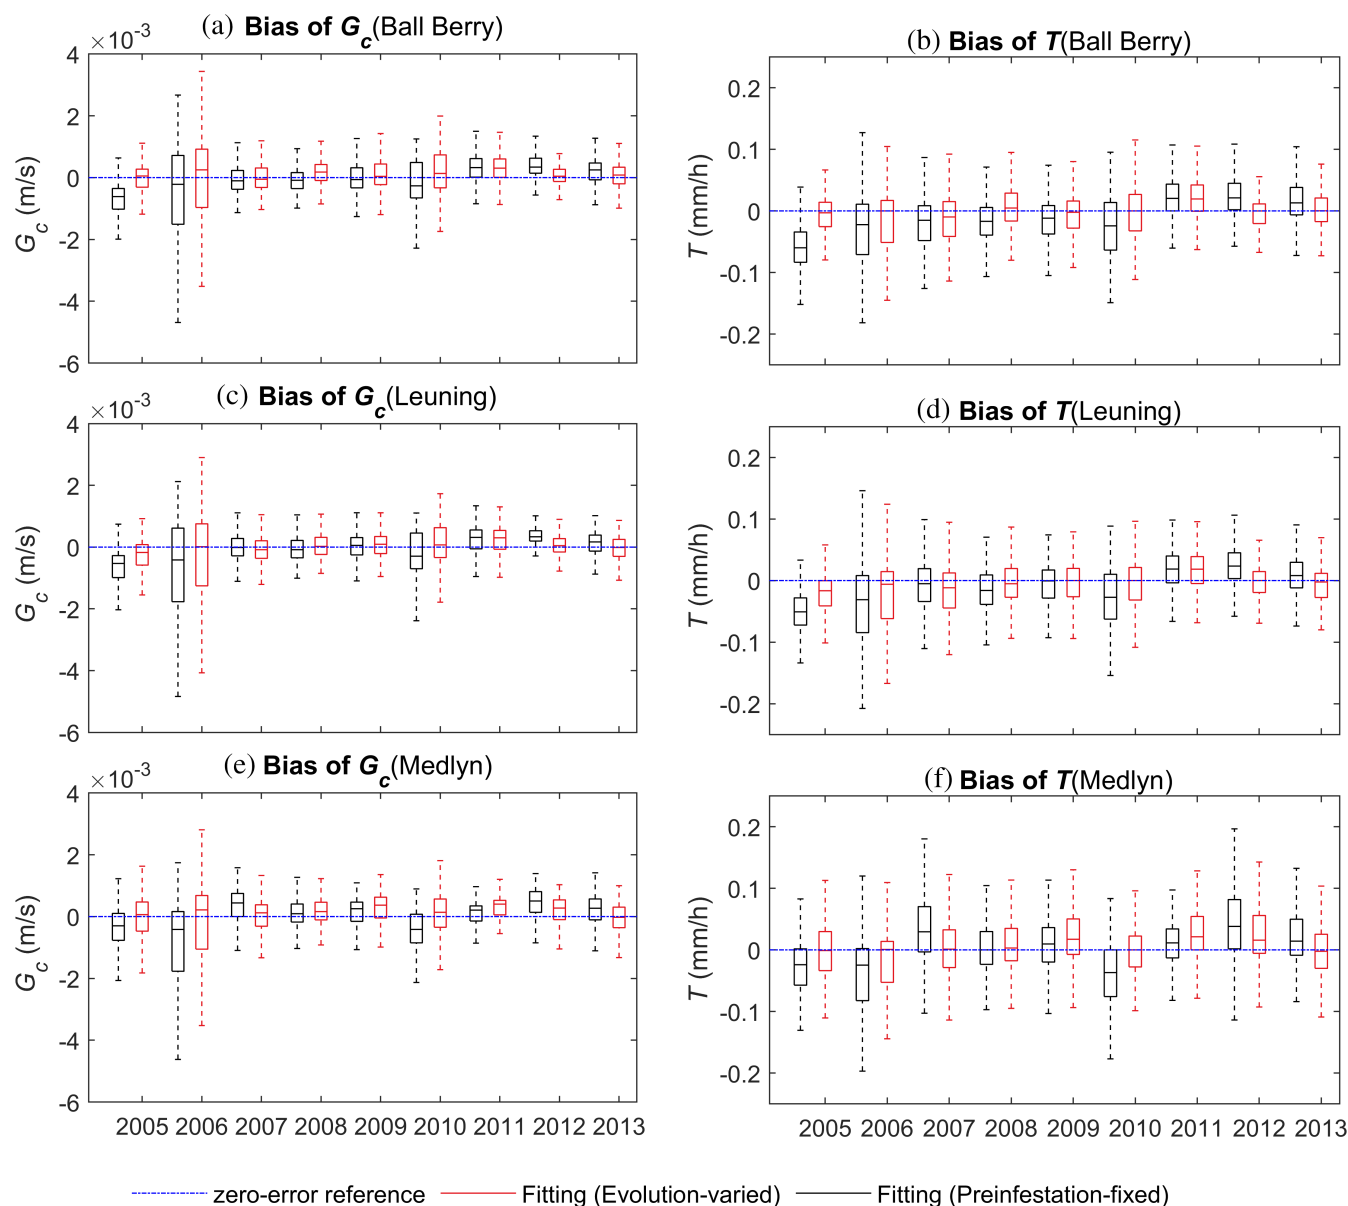 (a) Bias of Gc(Ball Berry)
×10-3
4
2
0
-2
-4
-6
Gc (m/s)
(b) Bias of T(Ball Berry)
0.2
0.1
0
-0.1
-0.2
T (mm/h)
(c) Bias of Gc(Leuning)
×10-3
4
2
0
-2
-4
-6
Gc (m/s)
(d) Bias of T(Leuning)
0.2
0.1
0
-0.1
-0.2
T (mm/h)
(e) Bias of Gc(Medlyn)
×10-3
4
2
0
-2
-4
-6
Gc (m/s)
2005 2006 2007 2008 2009 2010 2011 2012 2013
(f) Bias of T(Medlyn)
0.2
0.1
0
-0.1
-0.2
T (mm/h)
2005 2006 2007 2008 2009 2010 2011 2012 2013
zero-error reference Fitting (Evolution-varied) Fitting (Preinfestation-fixed)